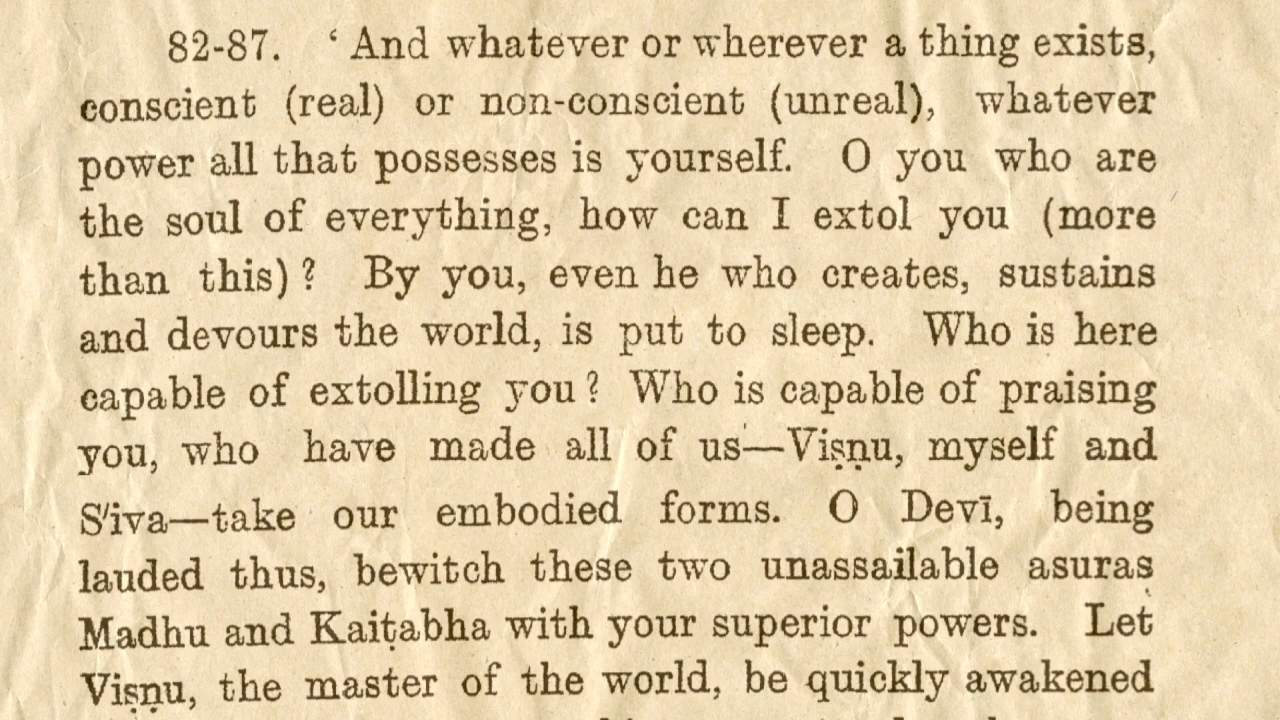 82-87. ‘ And whatever or wherever a thing exists,
conscient (real) or non-conscient (unreal), whatever
power all that possesses is yourself. O you who are
the soul of everything, how can I extol you (more
than this) ? By you, even he who creates, sustains
and devours the world, is put to sleep. Who is here
capable of extolling you ? Who is capable of praising
you, who have made all of us—Viṣṇu, myself and
S'iva—take our embodied forms. O Devī, being
lauded thus, bewitch these two unassailable asuras
Madhu and Kaiṭabha with your superior powers. Let
Viṣṇu, the master of the world, be quickly awakened